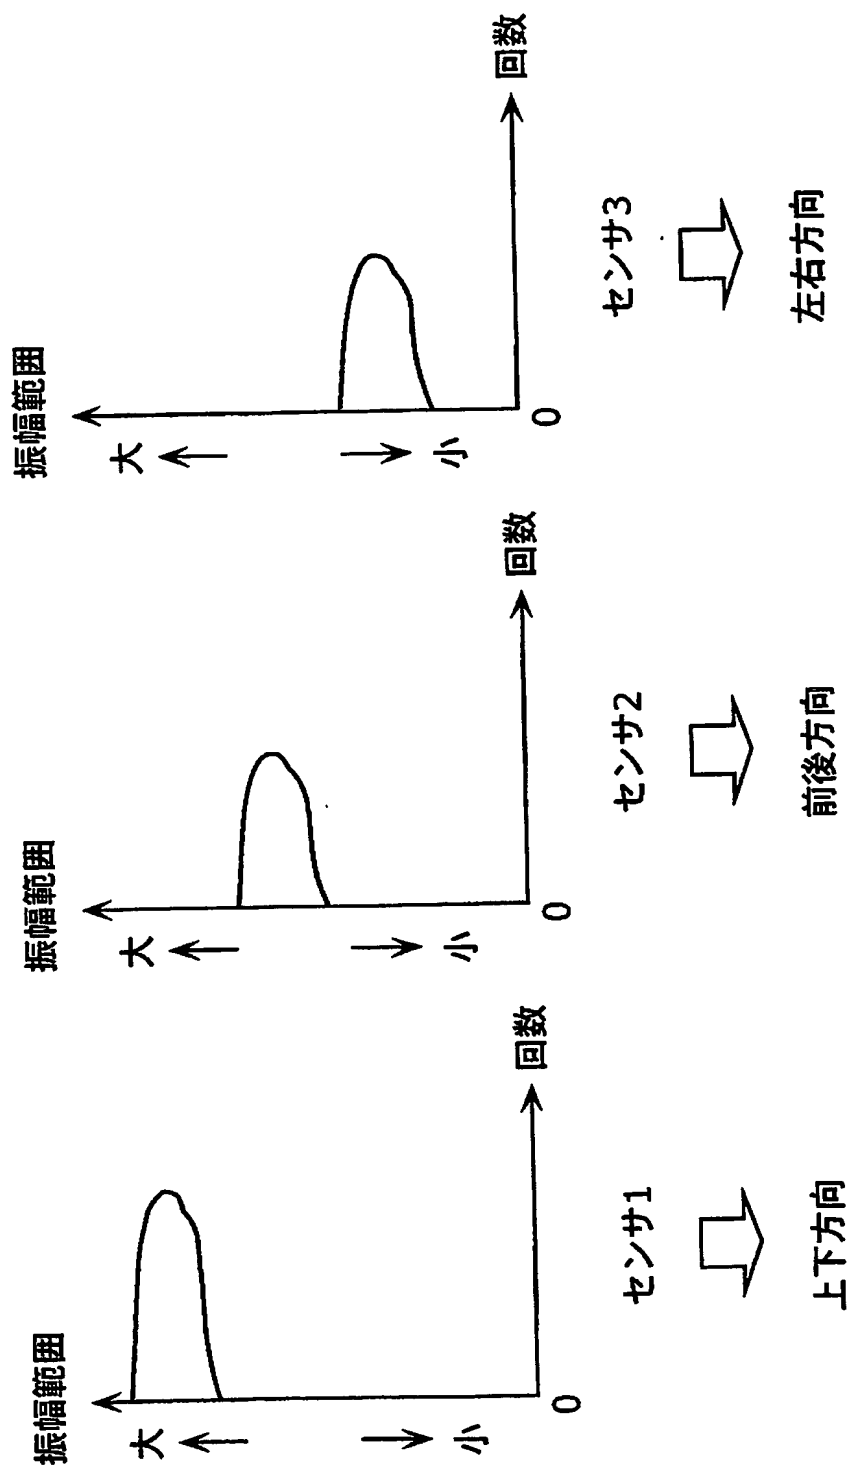 振幅範囲
大
小
回数
0
センサ1
上下方向
振幅範囲
大
小
回数
0
センサ2
前後方向
振幅範囲
大
小
回数
0
センサ3
左右方向